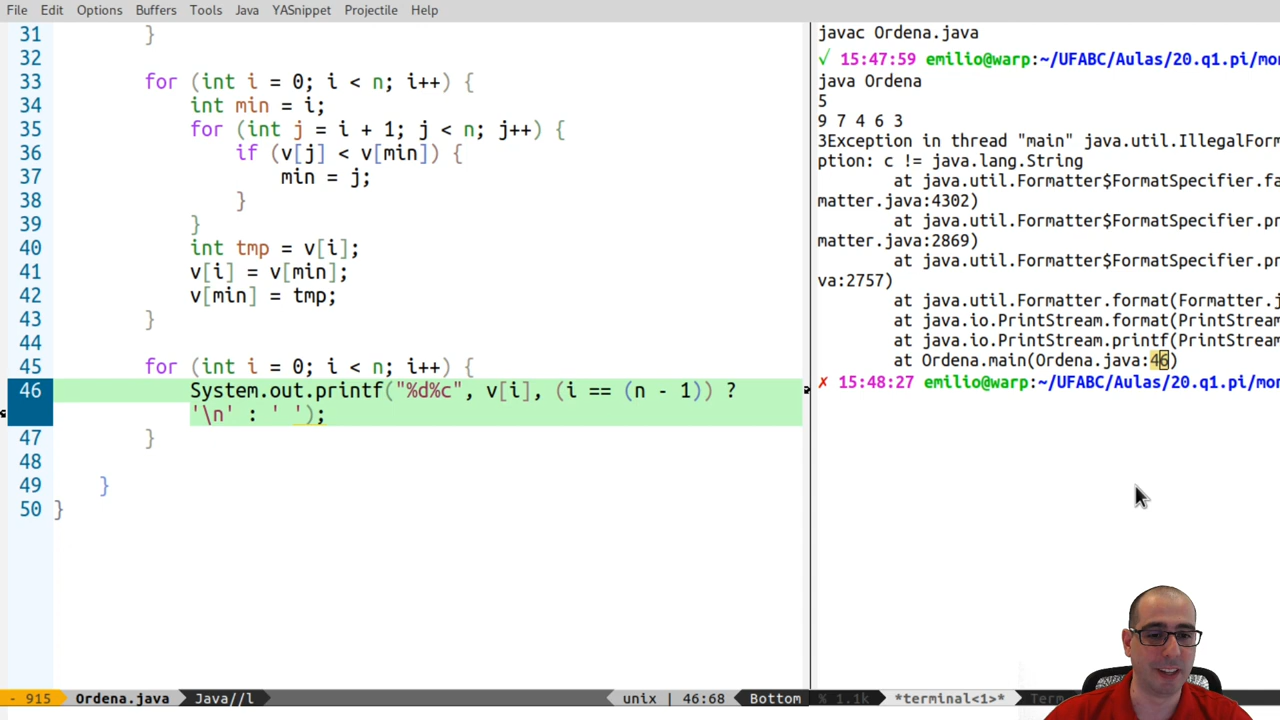 File Edit Options Buffers Tools Java YASnippet Projectile Help
31 }
32
33 for (int i = 0; i < n; i++) {
34 int min = i;
35 for (int j = i + 1; j < n; j++) {
36 if (v[j] < v[min]) {
37 min = j;
38 }
39 }
40 int tmp = v[i];
41 v[i] = v[min];
42 v[min] = tmp;
43 }
44
45 for (int i = 0; i < n; i++) {
46 System.out.printf("%d%c", v[i], (i == (n - 1)) ?
'\n' : ' ');
47 }
48
49 }
50 }
- 915 Ordena.java Java//l unix | 46:68 Bottom
javac Ordena.java
✓ 15:47:59 emilio@warp:~/UFABC/Aulas/20.q1.pi/mo
java Ordena
5
9 7 4 6 3
3Exception in thread "main" java.util.IllegalForm
ption: c != java.lang.String
at java.util.Formatter$FormatSpecifier.fa
matter.java:4302)
at java.util.Formatter$FormatSpecifier.pr
matter.java:2869)
at java.util.Formatter$FormatSpecifier.pr
va:2757)
at java.util.Formatter.format(Formatter.j
at java.io.PrintStream.format(PrintStream
at java.io.PrintStream.printf(PrintStream
at Ordena.main(Ordena.java:46)
✗ 15:48:27 emilio@warp:~/UFABC/Aulas/20.q1.pi/mo
% 1.1k *terminal<1>* Term